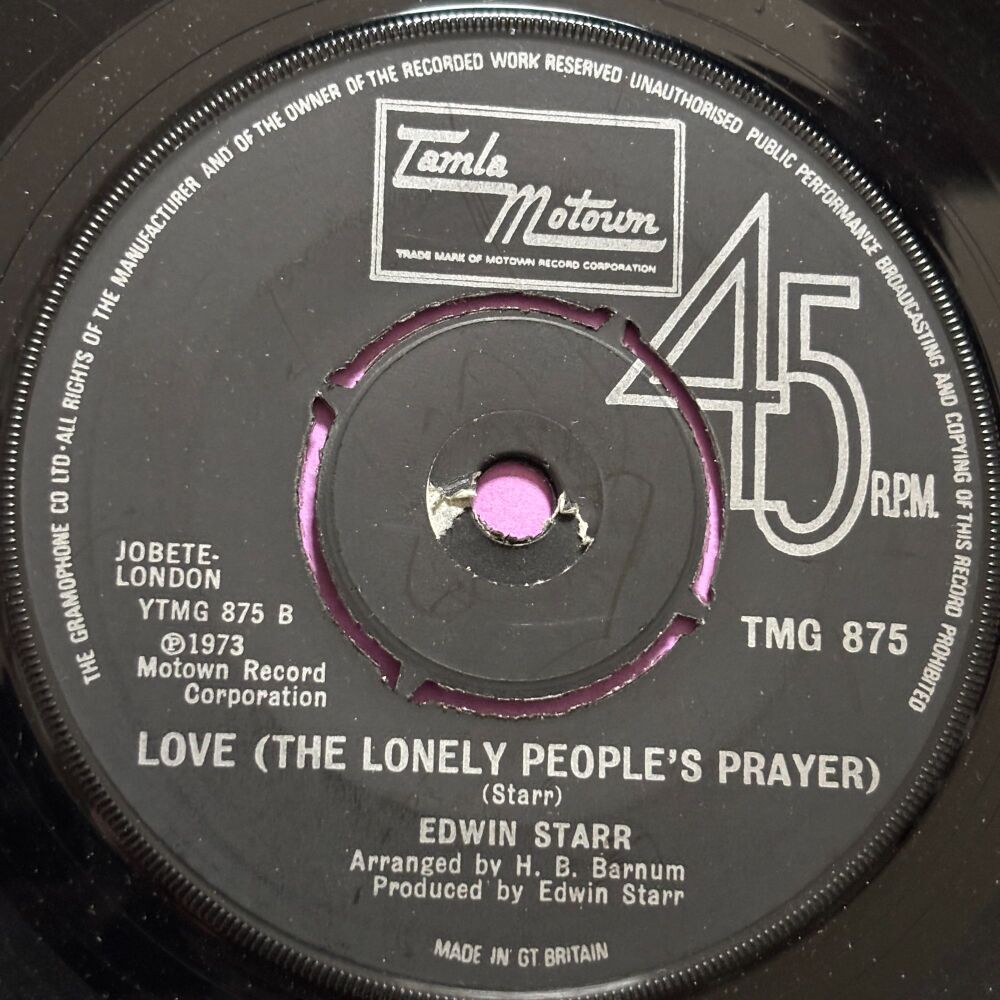 THE GRAMOPHONE CO LTD · ALL RIGHTS OF THE MANUFACTURER AND OF THE OWNER OF THE RECORDED WORK RESERVED · UNAUTHORISED PUBLIC PERFORMANCE BROADCASTING AND COPYING OF THIS RECORD PROHIBITED
Tamla
Motown
TRADE MARK OF MOTOWN RECORD CORPORATION
45
R.P.M.
JOBETE-
LONDON
YTMG 875 B
℗1973
Motown Record
Corporation
TMG 875
LOVE (THE LONELY PEOPLE'S PRAYER)
(Starr)
EDWIN STARR
Arranged by H. B. Barnum
Produced by Edwin Starr
MADE IN GT BRITAIN